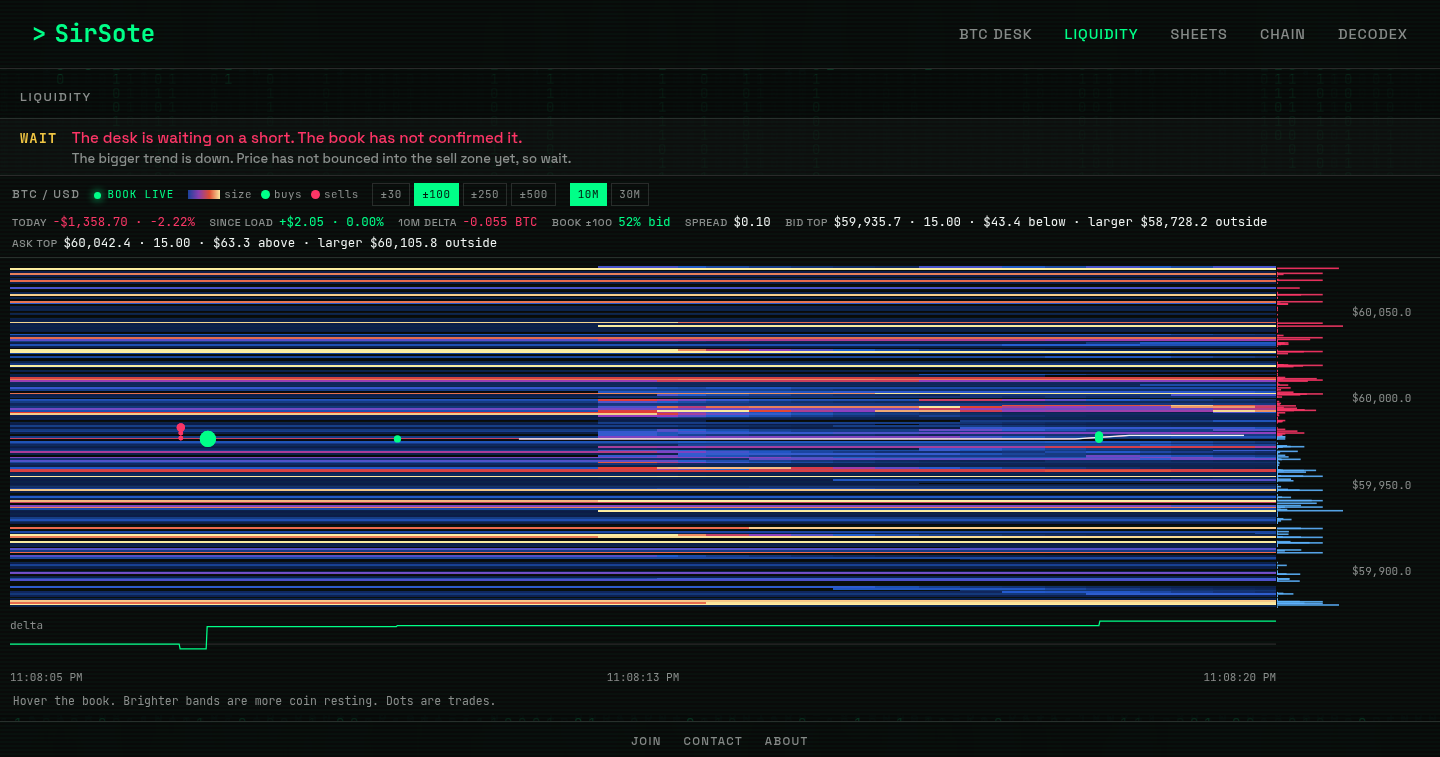 > SirSote
BTC DESK LIQUIDITY SHEETS CHAIN DECODEX
LIQUIDITY
WAIT The desk is waiting on a short. The book has not confirmed it.
The bigger trend is down. Price has not bounced into the sell zone yet, so wait.
BTC / USD BOOK LIVE size buys sells ±30 ±100 ±250 ±500 10M 30M
TODAY -$1,358.70 · -2.22% SINCE LOAD +$2.05 · 0.00% 10M DELTA -0.055 BTC BOOK ±100 52% bid SPREAD $0.10 BID TOP $59,935.7 · 15.00 · $43.4 below · larger $58,728.2 outside
ASK TOP $60,042.4 · 15.00 · $63.3 above · larger $60,105.8 outside
$60,050.0
$60,000.0
$59,950.0
$59,900.0
delta
11:08:05 PM 11:08:13 PM 11:08:20 PM
Hover the book. Brighter bands are more coin resting. Dots are trades.
JOIN CONTACT ABOUT